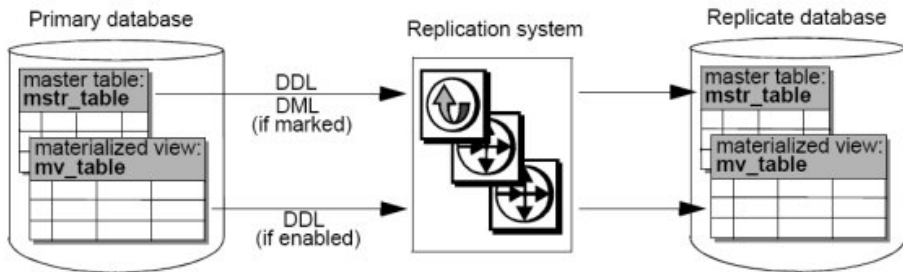 Primary database
Replication system
Replicate database
master table:
mstr_table
materialized view:
mv_table
DDL
DML
(if marked)
DDL
(if enabled)
master table:
mstr_table
materialized view:
mv_table